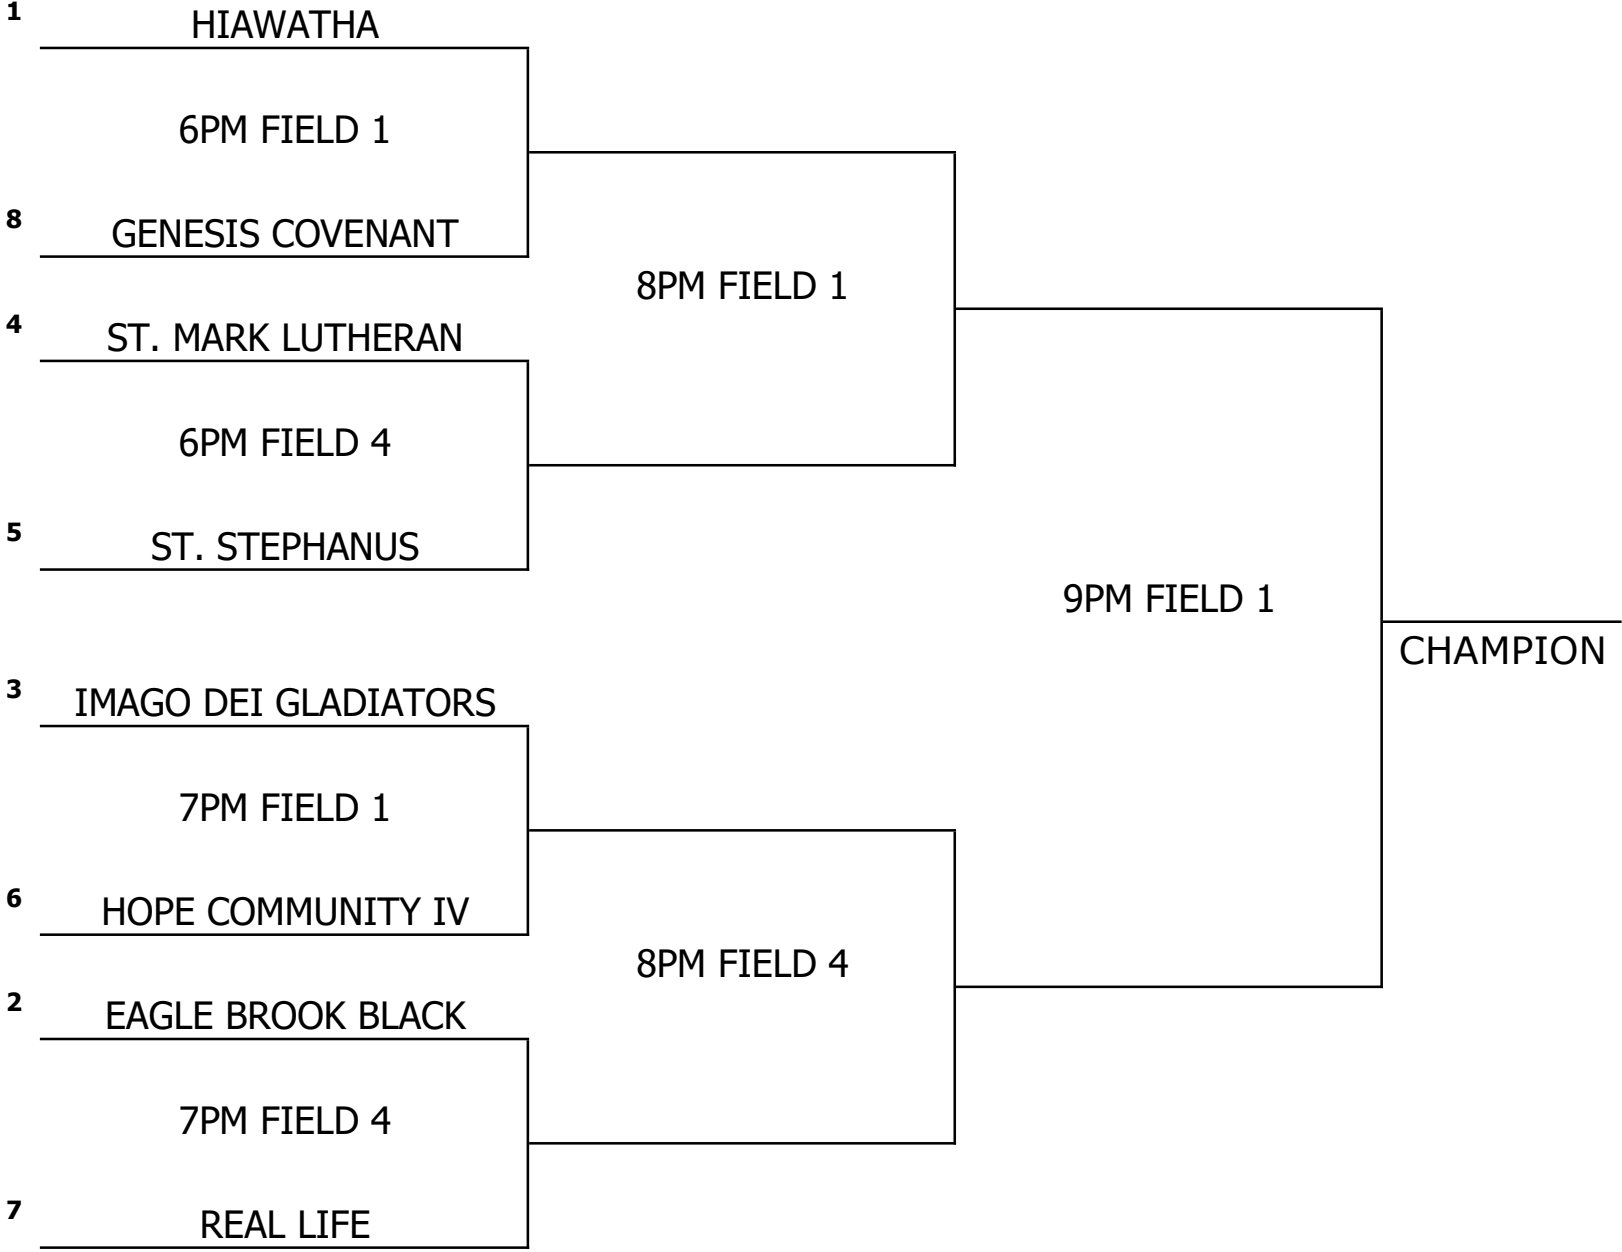 1
HIAWATHA
6PM FIELD 1
8
GENESIS COVENANT
8PM FIELD 1
4
ST. MARK LUTHERAN
6PM FIELD 4
5
ST. STEPHANUS
9PM FIELD 1
CHAMPION
3
IMAGO DEI GLADIATORS
7PM FIELD 1
6
HOPE COMMUNITY IV
8PM FIELD 4
2
EAGLE BROOK BLACK
7PM FIELD 4
7
REAL LIFE